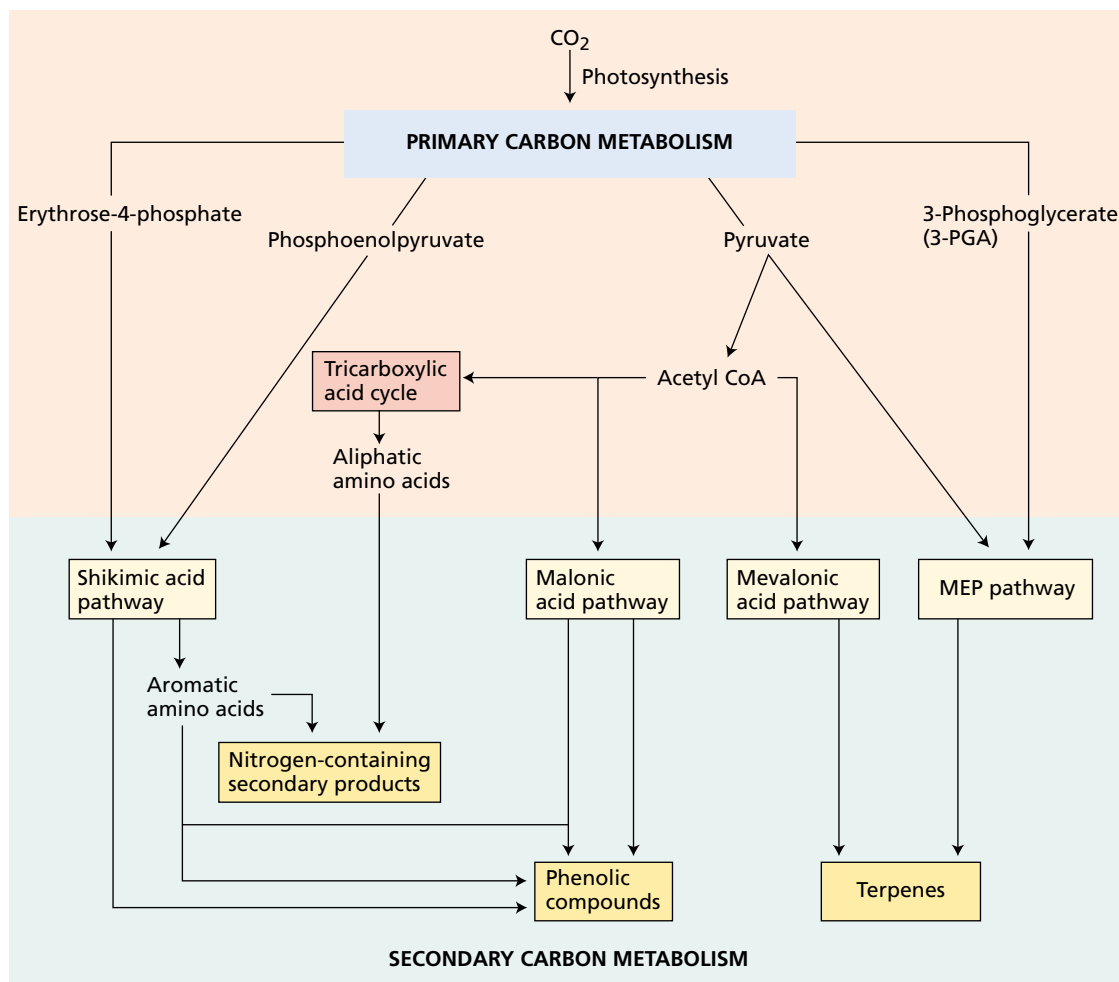 CO2
Photosynthesis
PRIMARY CARBON METABOLISM
Erythrose-4-phosphate
Phosphoenolpyruvate
Pyruvate
3-Phosphoglycerate
(3-PGA)
Tricarboxylic
acid cycle
Acetyl CoA
Aliphatic
amino acids
Shikimic acid
pathway
Malonic
acid pathway
Mevalonic
acid pathway
MEP pathway
Aromatic
amino acids
Nitrogen-containing
secondary products
Phenolic
compounds
Terpenes
SECONDARY CARBON METABOLISM